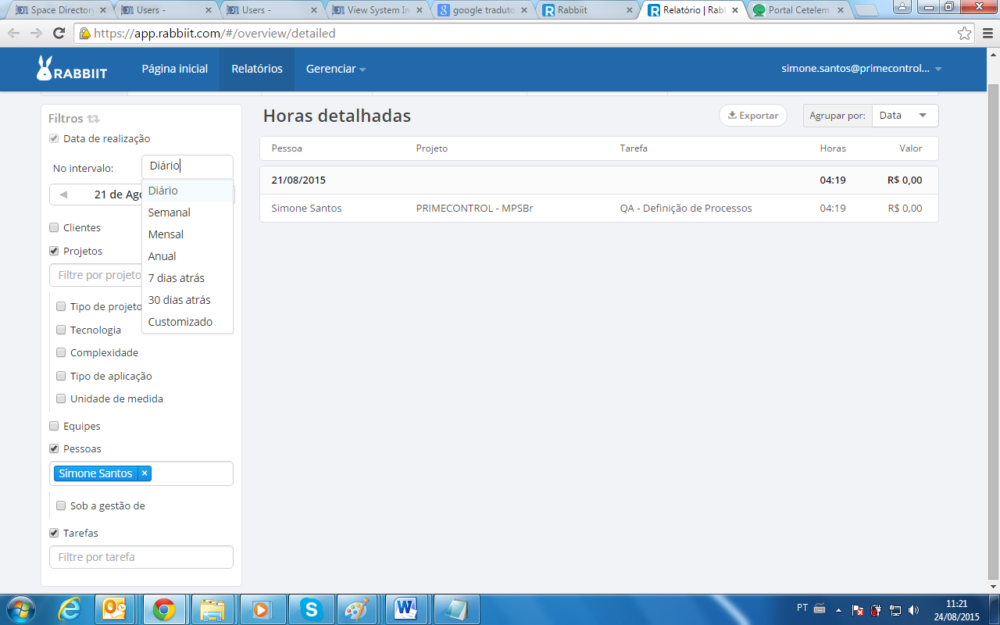 Space Directory
Users -
Users -
View System In
google traduto
Rabbiit
Relatório | Rabl
Portal Cetelem
https://app.rabbiit.com/#/overview/detailed
RABBIIT
Página inicial
Relatórios
Gerenciar
simone.santos@primecontrol...
Filtros
Data de realização
No intervalo:
Diário
21 de Ago
Diário
Semanal
Mensal
Anual
7 dias atrás
30 dias atrás
Customizado
Clientes
Projetos
Filtre por projeto
Tipo de projeto
Tecnologia
Complexidade
Tipo de aplicação
Unidade de medida
Equipes
Pessoas
Simone Santos ×
Sob a gestão de
Tarefas
Filtre por tarefa
Horas detalhadas
Exportar
Agrupar por: Data
Pessoa Projeto Tarefa Horas Valor
21/08/2015 04:19 R$ 0,00
Simone Santos PRIMECONTROL - MPSBr QA - Definição de Processos 04:19 R$ 0,00
PT
11:21
24/08/2015